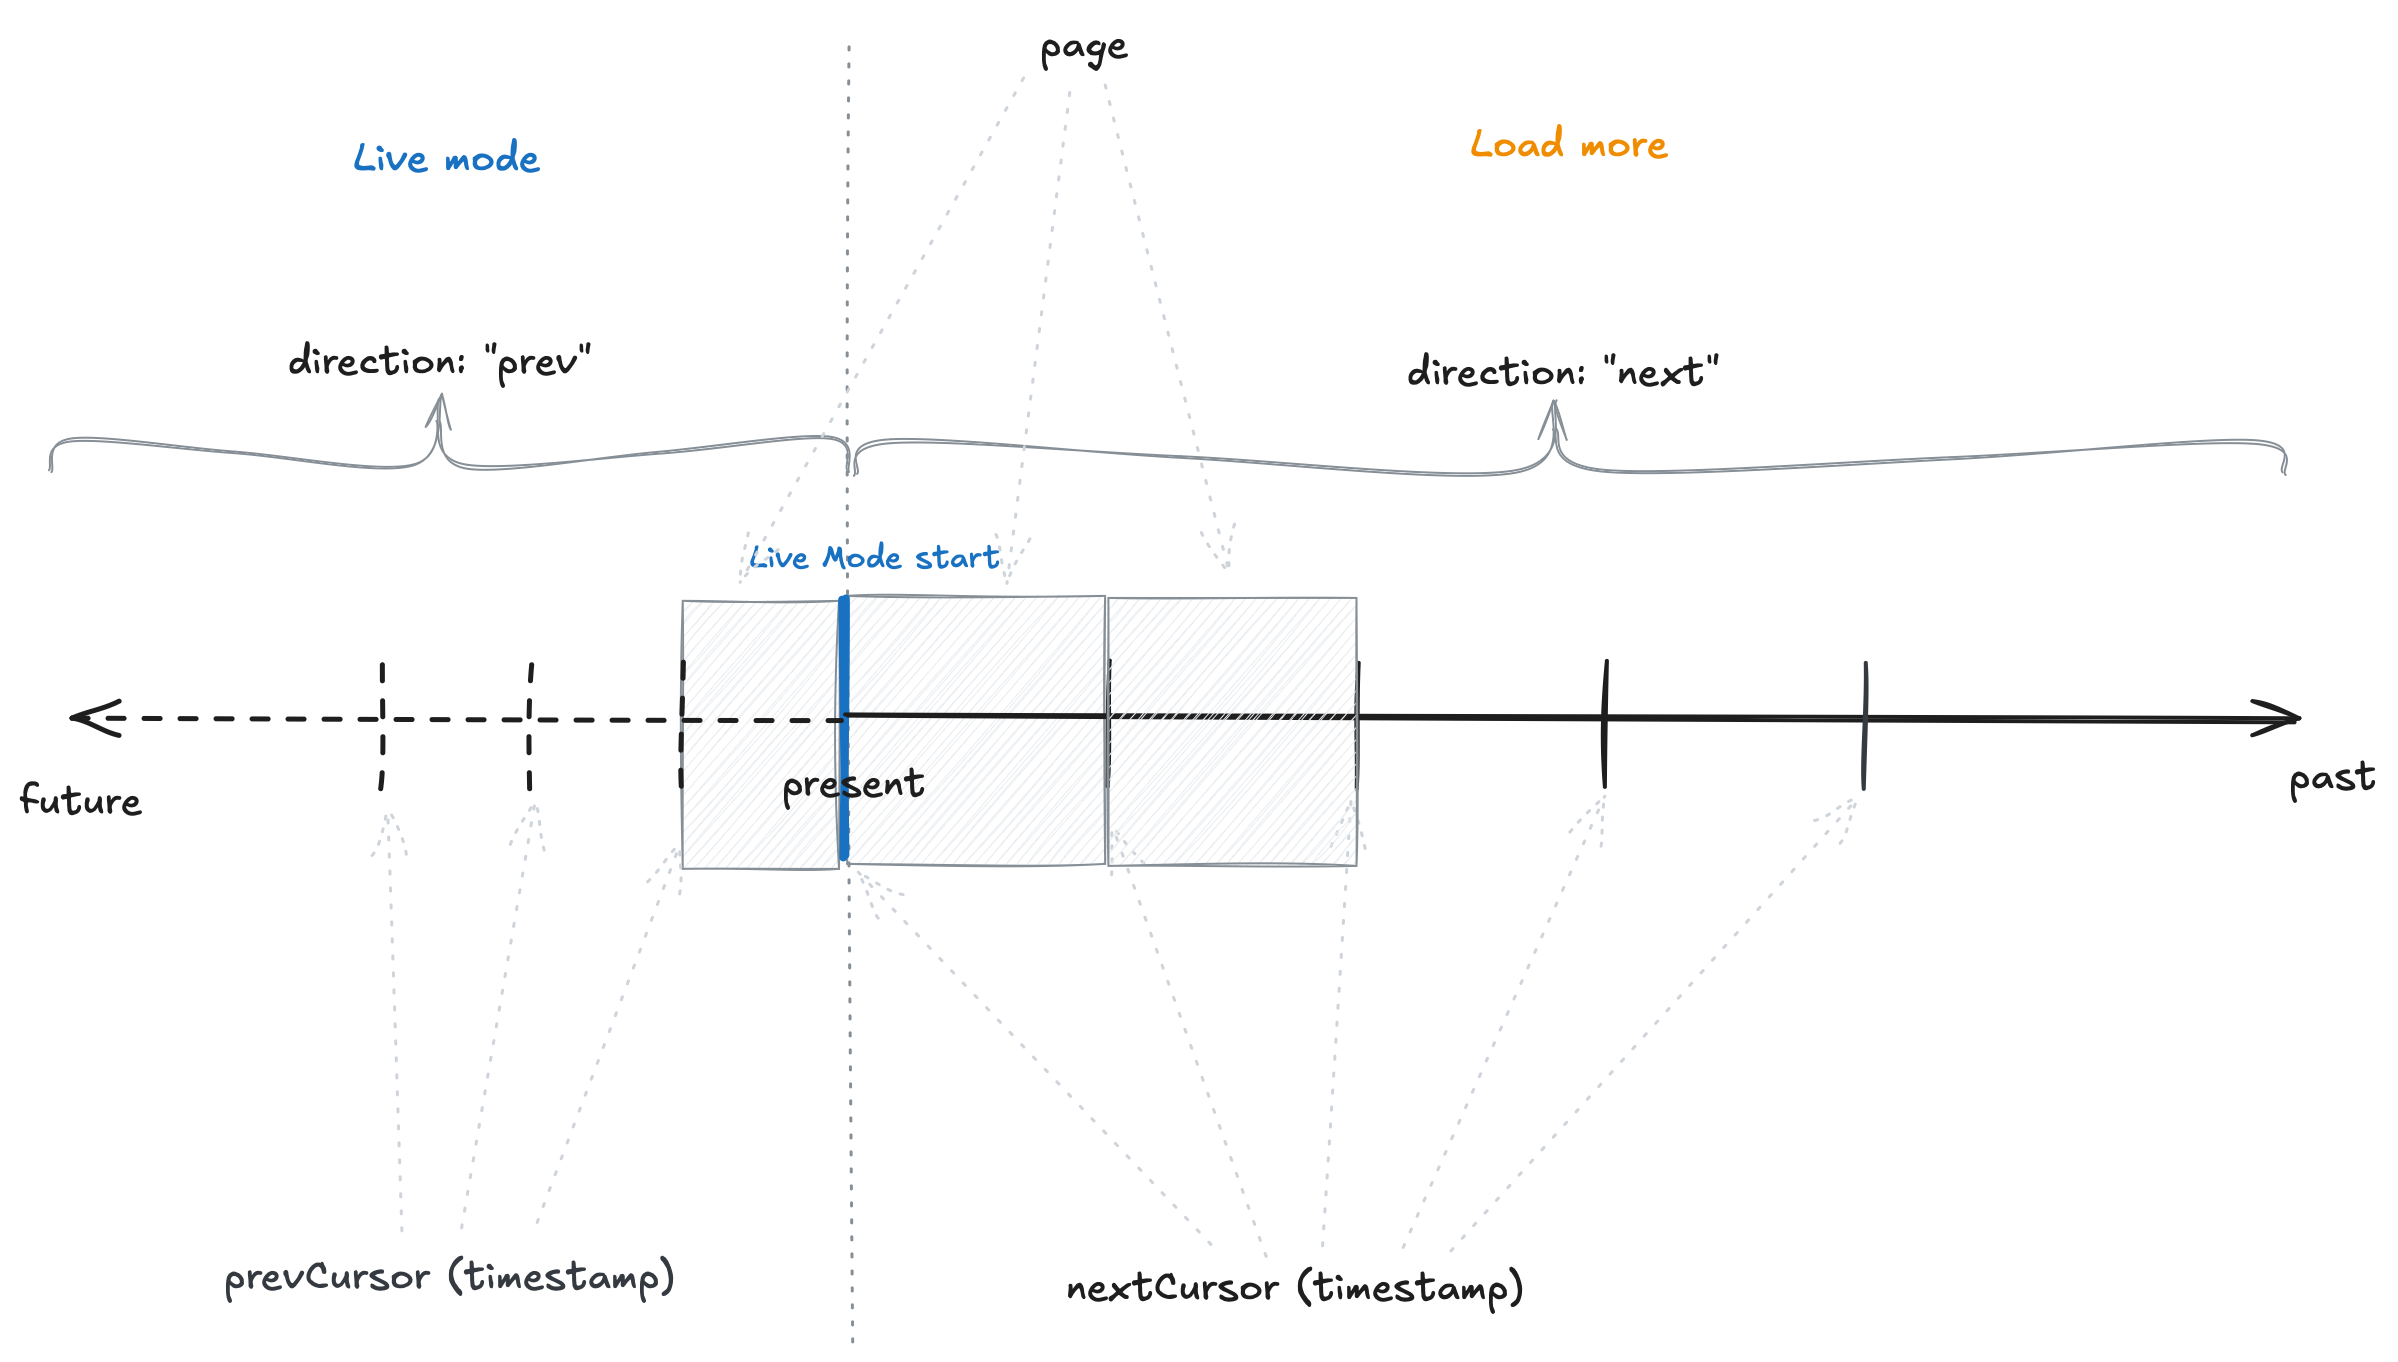 page
Live mode
Load more
direction: "prev"
direction: "next"
Live Mode start
future
present
past
prevCursor (timestamp)
nextCursor (timestamp)